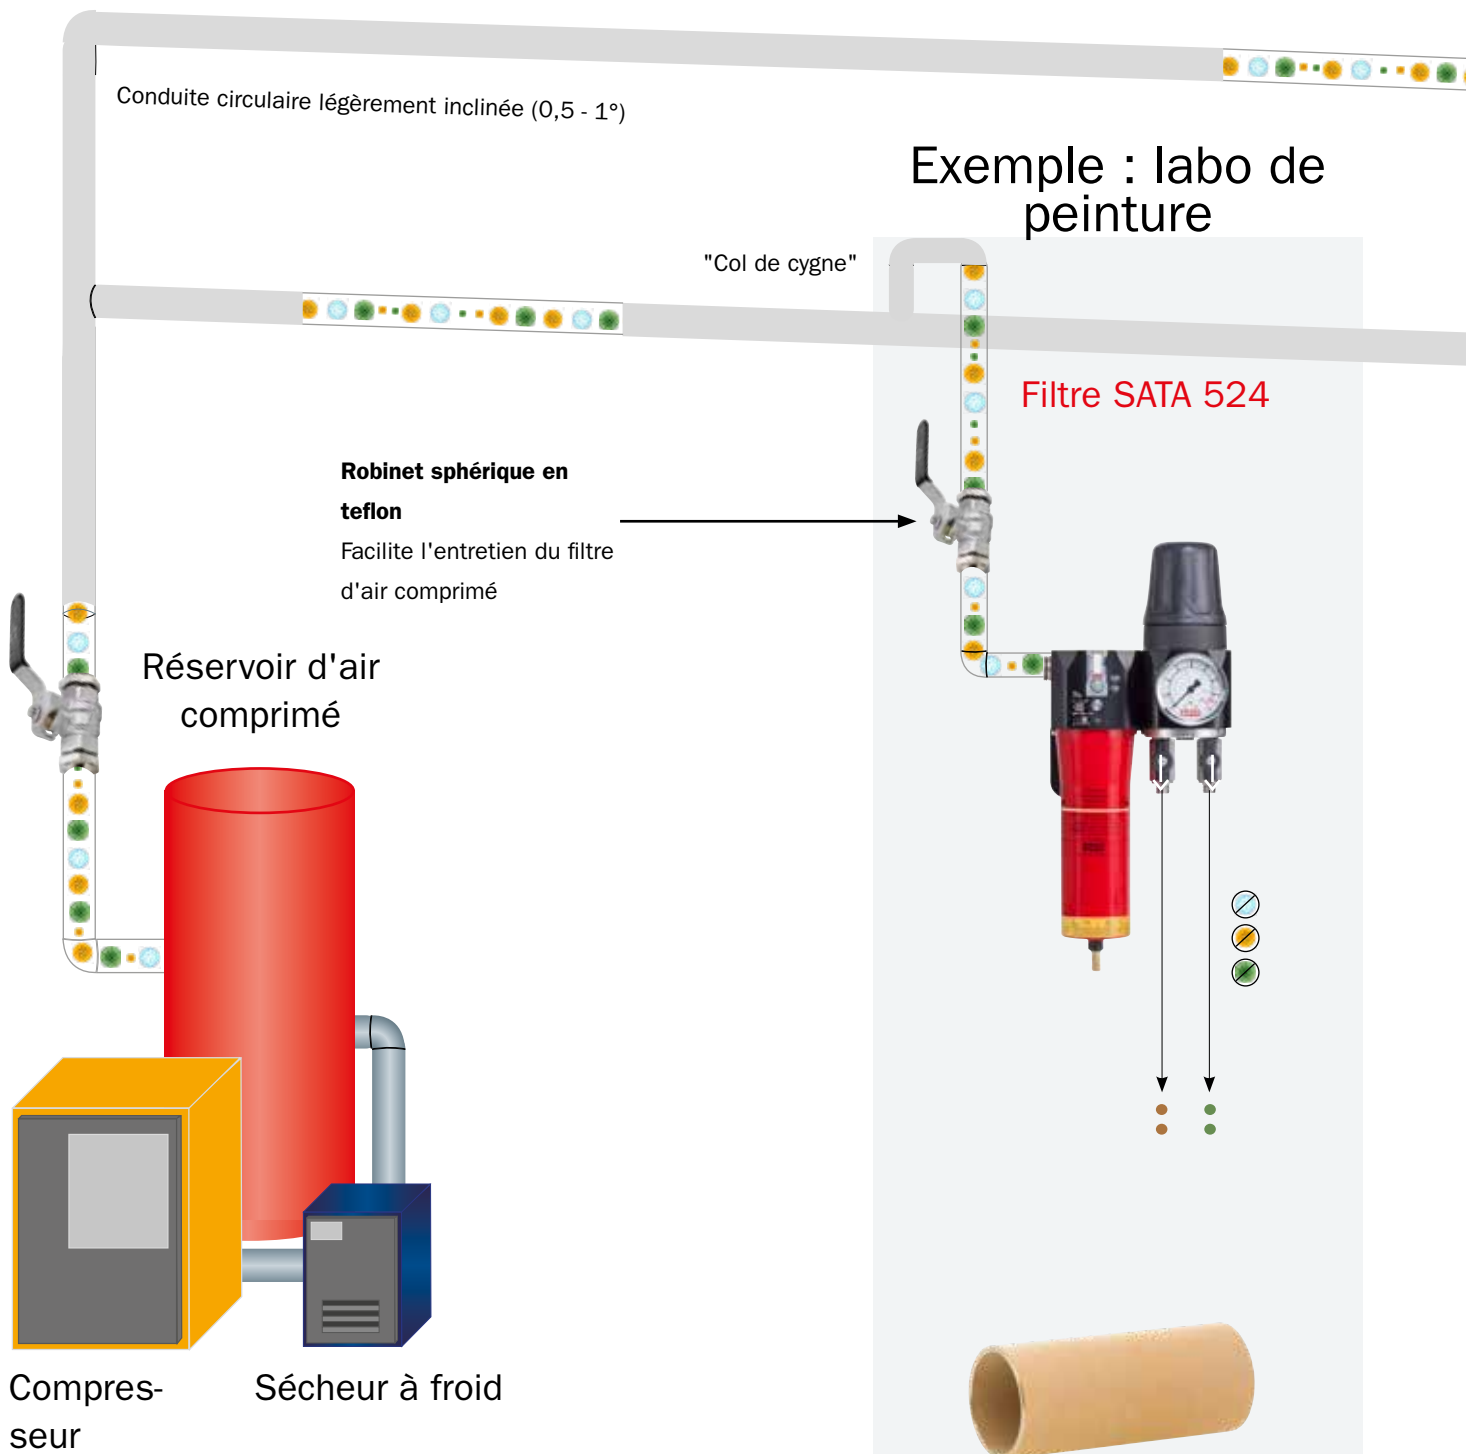 Conduite circulaire légèrement inclinée (0,5 - 1°)
Exemple : labo de
peinture
"Col de cygne"
Filtre SATA 524
Robinet sphérique en
teflon
Facilite l'entretien du filtre
d'air comprimé
Réservoir d'air
comprimé
Compres-
seur
Sécheur à froid